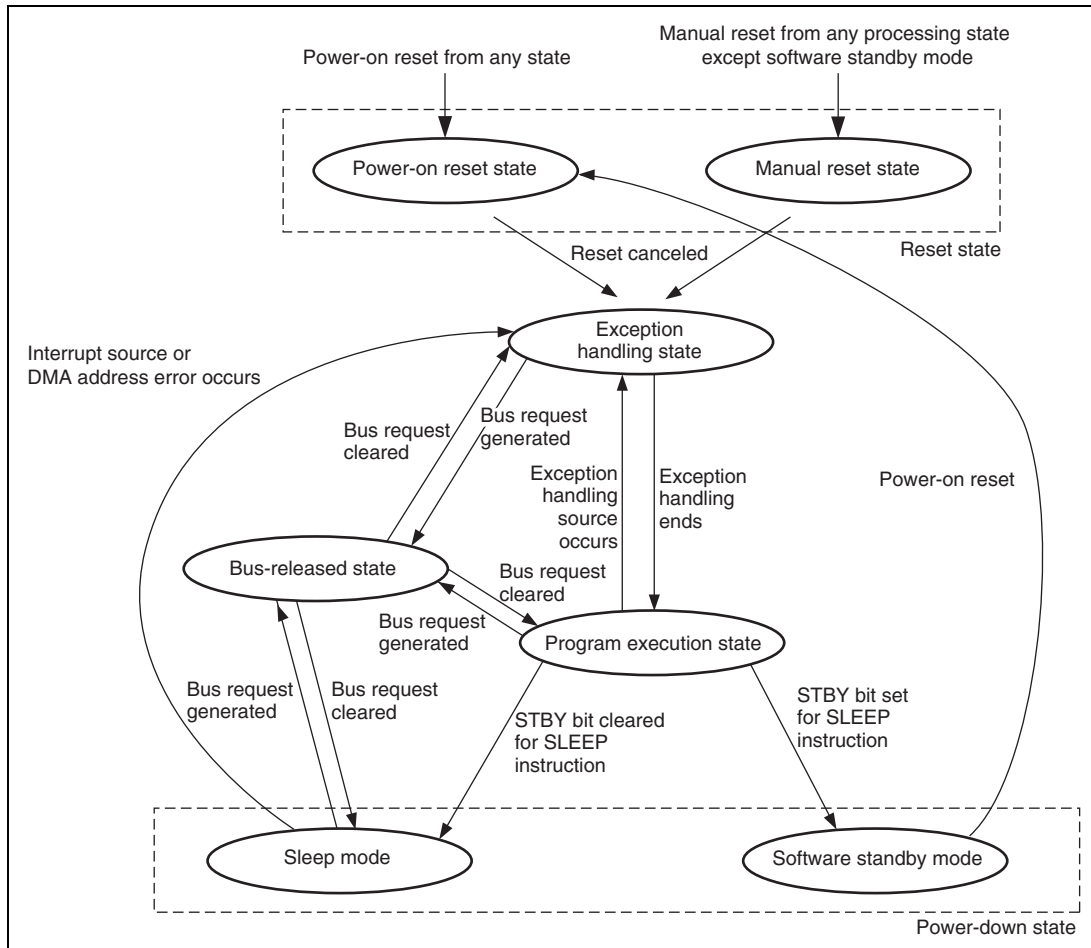 Manual reset from any processing state
except software standby mode
Power-on reset from any state
Power-on reset state
Manual reset state
Reset canceled
Reset state
Exception
handling state
Interrupt source or
DMA address error occurs
Bus request
cleared
Bus request
generated
Exception
handling
source
occurs
Exception
handling
ends
Power-on reset
Bus-released state
Bus request
cleared
Bus request
generated
Program execution state
Bus request
generated
Bus request
cleared
STBY bit cleared
for SLEEP
instruction
STBY bit set
for SLEEP
instruction
Sleep mode
Software standby mode
Power-down state